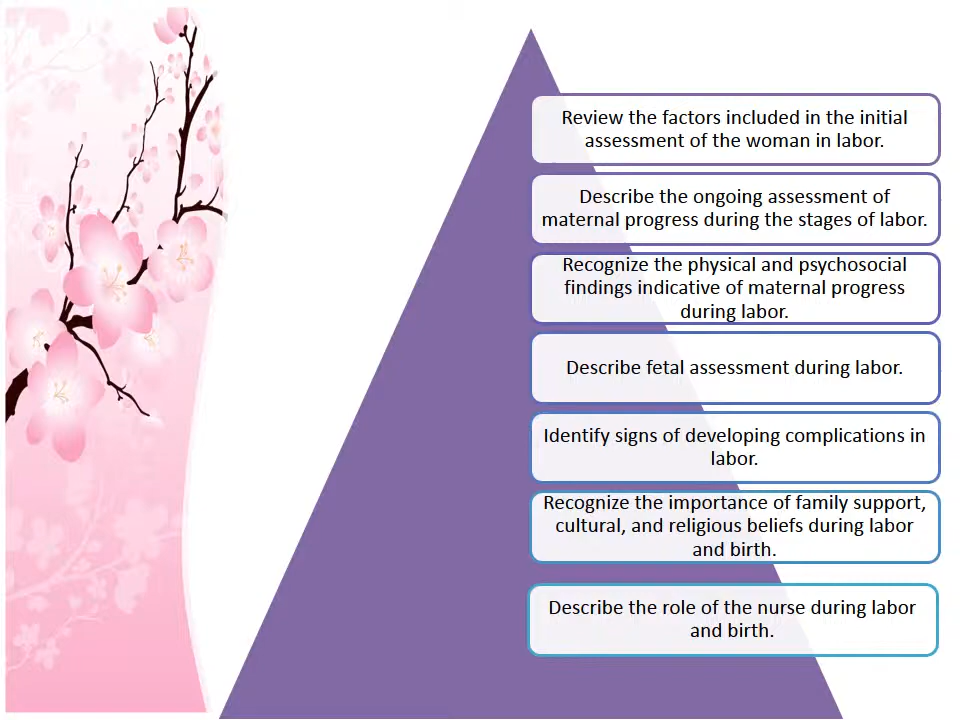 Review the factors included in the initial
assessment of the woman in labor.
Describe the ongoing assessment of
maternal progress during the stages of labor.
Recognize the physical and psychosocial
findings indicative of maternal progress
during labor.
Describe fetal assessment during labor.
Identify signs of developing complications in
labor.
Recognize the importance of family support,
cultural, and religious beliefs during labor
and birth.
Describe the role of the nurse during labor
and birth.